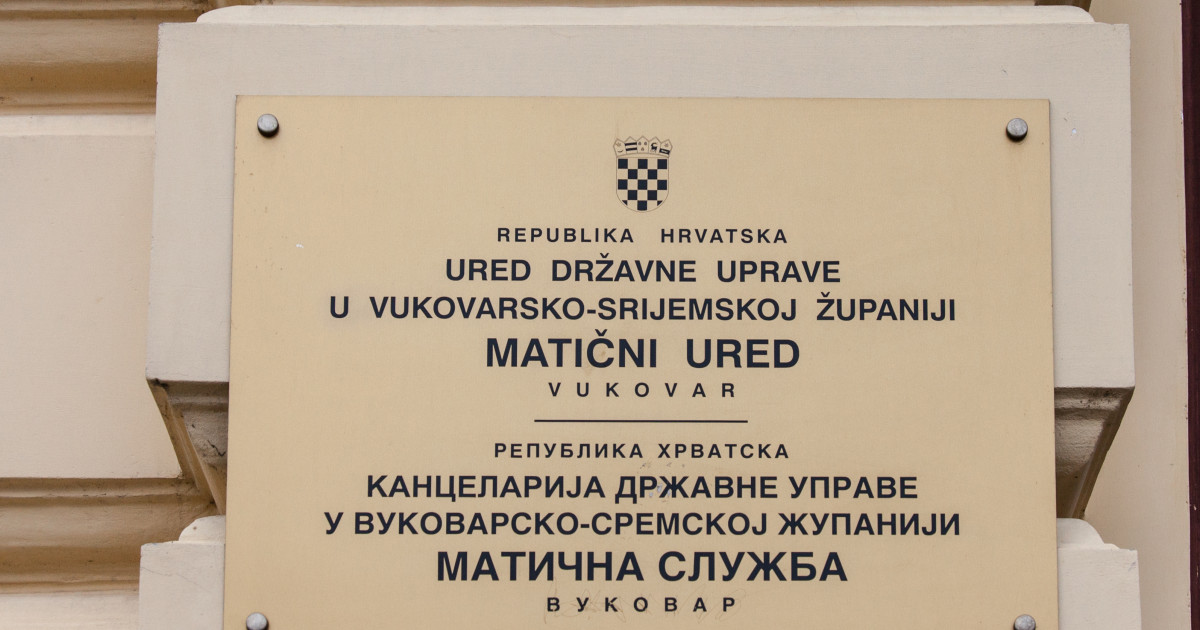 REPUBLIKA HRVATSKA
URED DRŽAVNE UPRAVE
U VUKOVARSKO-SRIJEMSKOJ ŽUPANIJI
MATIČNI URED
VUKOVAR
РЕПУБЛИКА ХРВАТСКА
КАНЦЕЛАРИЈА ДРЖАВНЕ УПРАВЕ
У ВУКОВАРСКО-СРЕМСКОЈ ЖУПАНИЈИ
МАТИЧНА СЛУЖБА
ВУКОВАР